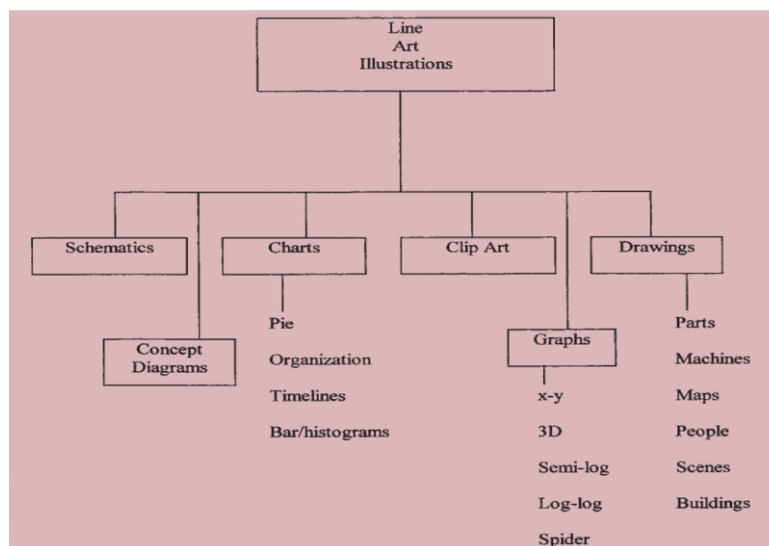 Line
Art
Illustrations
Schematics
Charts
Clip Art
Drawings
Concept
Diagrams
Pie
Organization
Timelines
Bar/histograms
Graphs
x-y
3D
Semi-log
Log-log
Spider
Parts
Machines
Maps
People
Scenes
Buildings